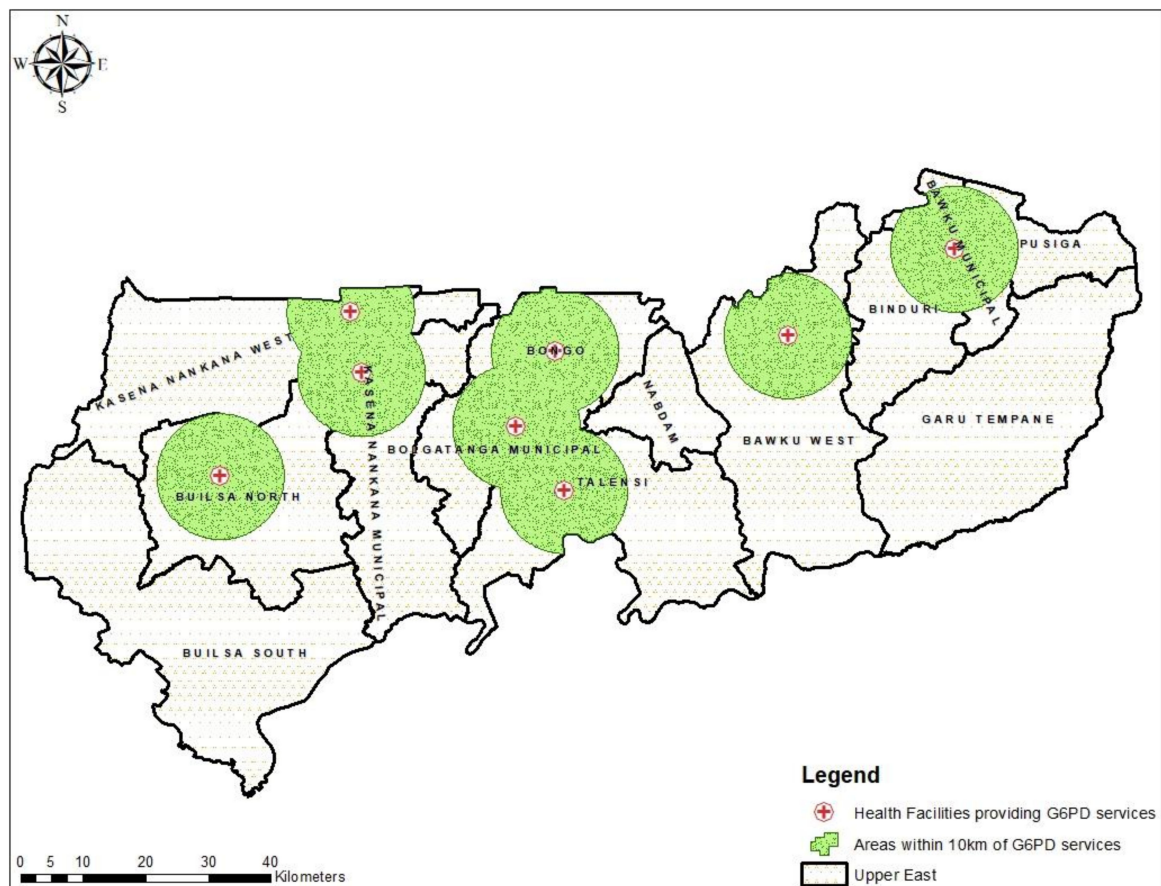 N
W E
S
BAWKU MUNICIPAL
PUSIGA
BINDURI
KASENA NANKANA WEST
BONGO
NABDAM
GARU TEMPANE
BAWKU WEST
BOLGATANGA MUNICIPAL
KASENA NANKANA MUNICIPAL
TALENSI
BUILSA NORTH
BUILSA SOUTH
Legend
Health Facilities providing G6PD services
Areas within 10km of G6PD services
Upper East
0 5 10 20 30 40
Kilometers